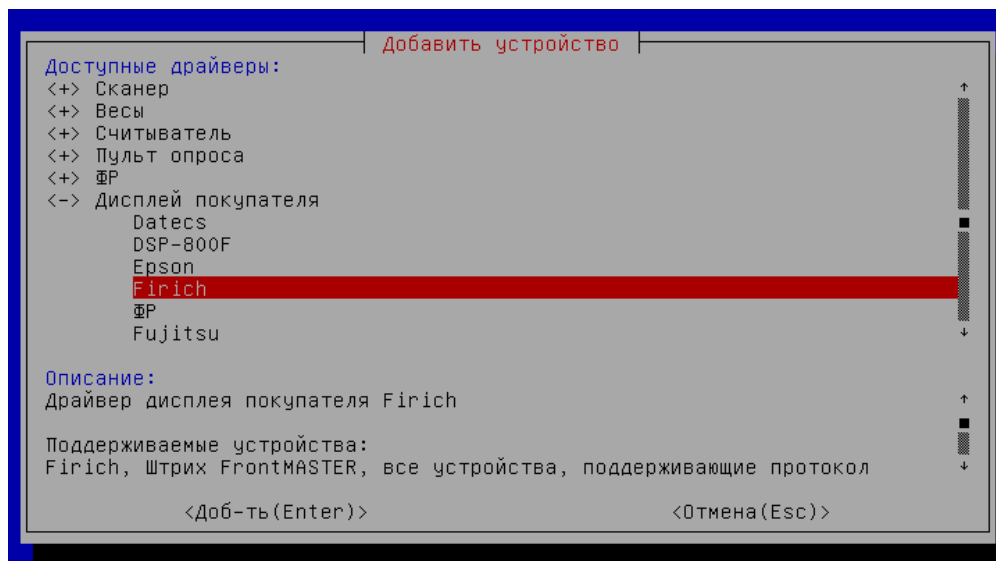 Добавить устройство
Доступные драйверы:
<+> Сканер
<+> Весы
<+> Считыватель
<+> Пульт опроса
<+> ФР
<-> Дисплей покупателя
Datecs
DSP-800F
Epson
Firich
ФР
Fujitsu
Описание:
Драйвер дисплея покупателя Firich
Поддерживаемые устройства:
Firich, Штрих FrontMASTER, все устройства, поддерживающие протокол
<Доб-ть(Enter)> <Отмена(Esc)>